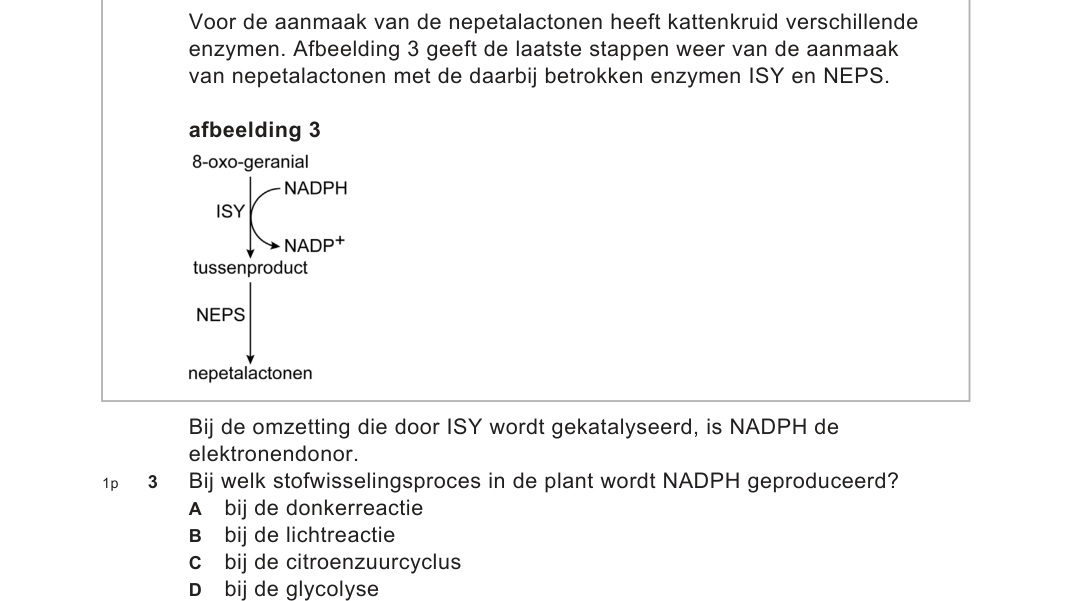 Voor de aanmaak van de nepetalactonen heeft kattenkruid verschillende
enzymen. Afbeelding 3 geeft de laatste stappen weer van de aanmaak
van nepetalactonen met de daarbij betrokken enzymen ISY en NEPS.
afbeelding 3
8-oxo-geranial
NADPH
ISY
NADP+
tussenproduct
NEPS
nepetalactonen
Bij de omzetting die door ISY wordt gekatalyseerd, is NADPH de
elektronendonor.
1p 3 Bij welk stofwisselingsproces in de plant wordt NADPH geproduceerd?
A bij de donkerreactie
B bij de lichtreactie
C bij de citroenzuurcyclus
D bij de glycolyse